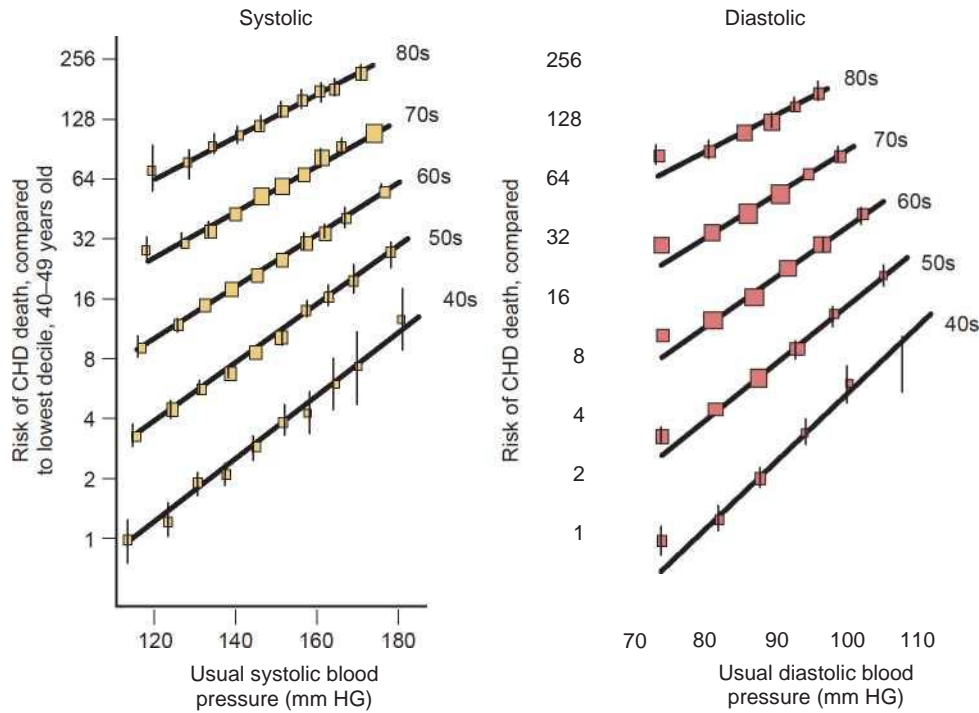 Systolic
Risk of CHD death, compared
to lowest decile, 40–49 years old
256
128
64
32
16
8
4
2
1
80s
70s
60s
50s
40s
120 140 160 180
Usual systolic blood
pressure (mm HG)
Diastolic
Risk of CHD death, compared
256
128
64
32
16
8
4
2
1
80s
70s
60s
50s
40s
70 80 90 100 110
Usual diastolic blood
pressure (mm HG)